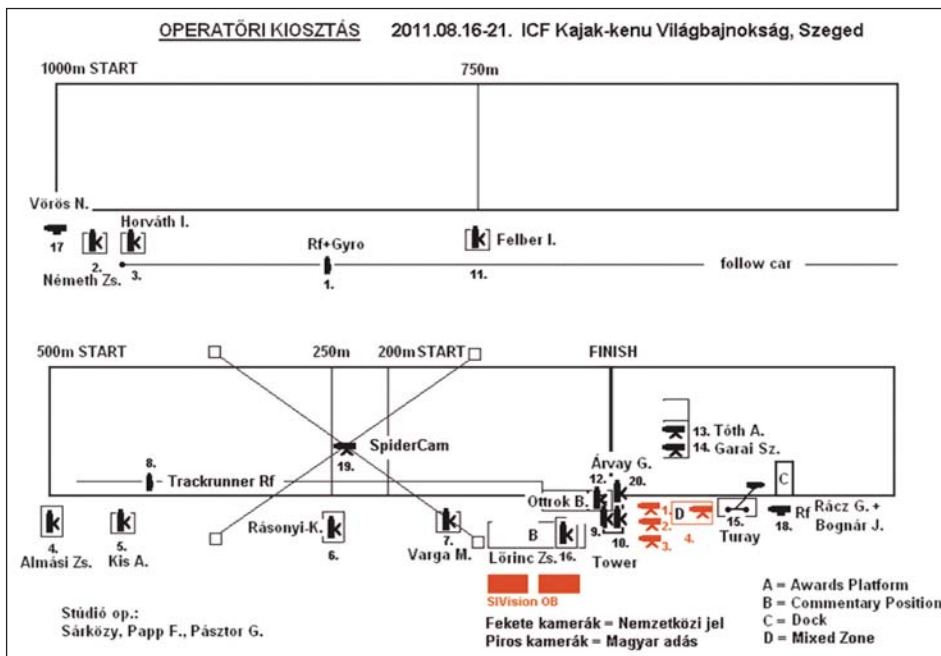 OPERATŐRI KIOSZTÁS 2011.08.16-21. ICF Kajak-kenu Világbajnokság, Szeged
1000m START 750m
Vörös N.
Horváth I.
Rf+Gyro
Felber I.
17
2.
3.
1.
11.
follow car
Németh Zs.
500m START 250m 200m START FINISH
SpiderCam
19.
13. Tóth A.
14. Garai Sz.
8.
Trackrunner Rf
Árvay G.
12. 20.
Ottrok B.
C
4.
Almási Zs.
5.
Kis A.
Rásonyi-K.
6.
7.
Varga M.
B
Lőrinc Zs.
16.
9.
10.
Tower
1.
2.
3.
D
4.
15.
Turay
Rf
18.
Rácz G. +
Bognár J.
SIVision OB
Stúdió op.:
Sárközy, Papp F., Pásztor G.
Fekete kamerák = Nemzetközi jel
Piros kamerák = Magyar adás
A = Awards Platform
B = Commentary Position
C = Dock
D = Mixed Zone